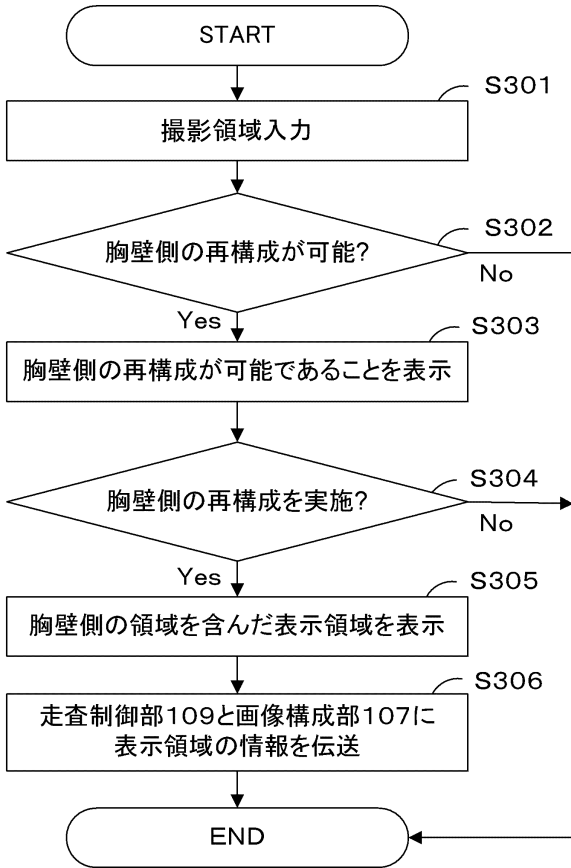 START
S301
撮影領域入力
S302
胸壁側の再構成が可能?
No
Yes
S303
胸壁側の再構成が可能であることを表示
S304
胸壁側の再構成を実施?
No
Yes
S305
胸壁側の領域を含んだ表示領域を表示
S306
走査制御部109と画像構成部107に
表示領域の情報を伝送
END